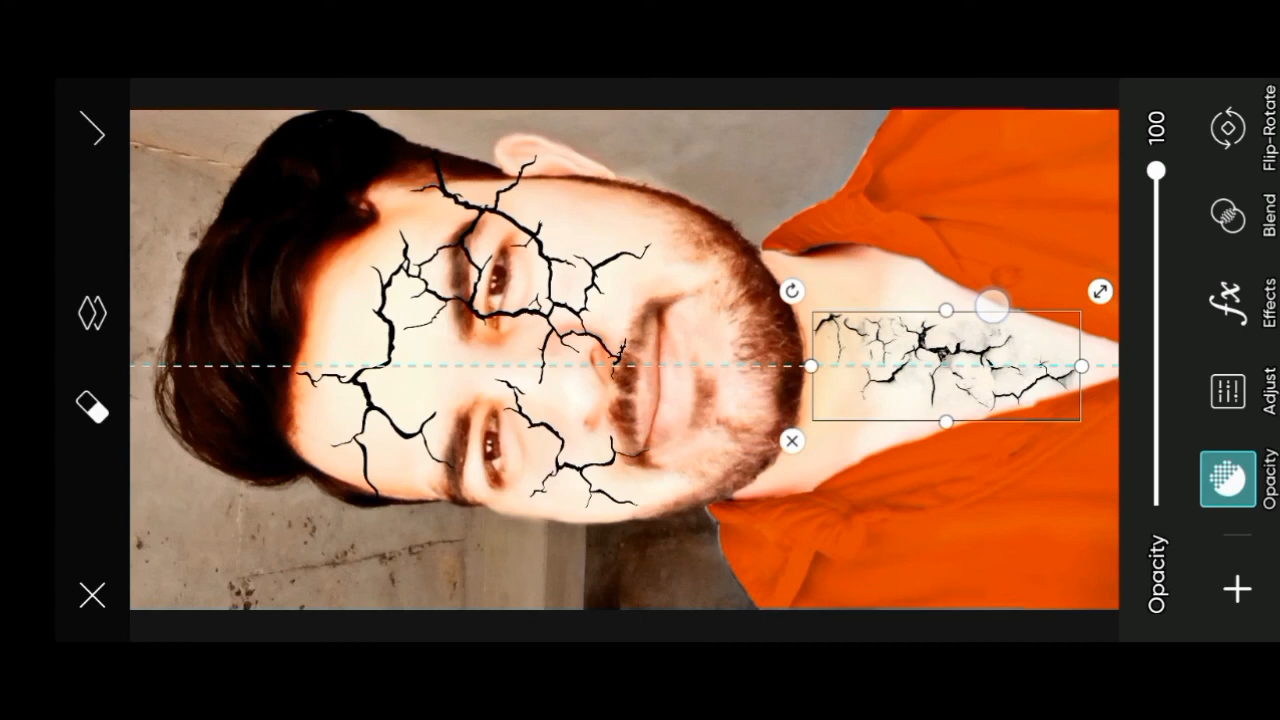 Opacity 100
Opacity
Adjust
Effects
Blend
Flip-Rotate